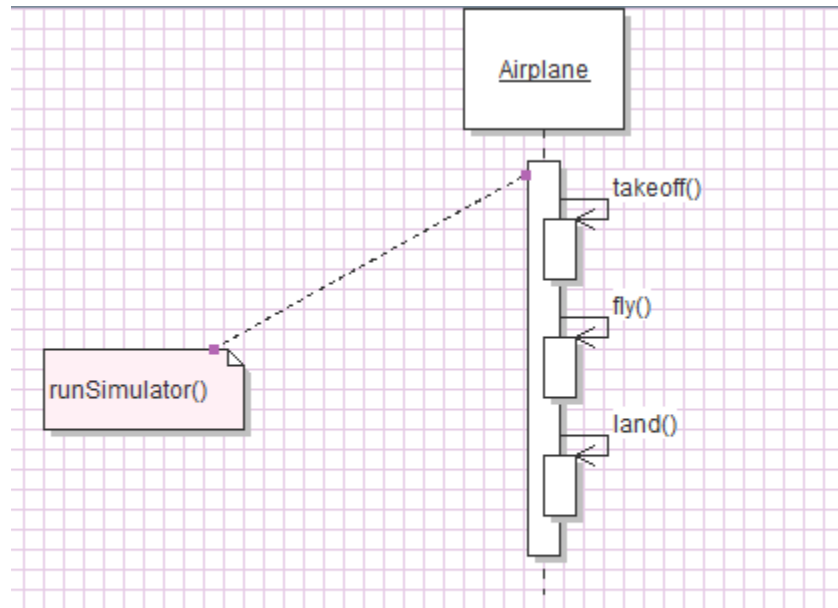 Airplane
takeoff()
fly()
runSimulator()
land()